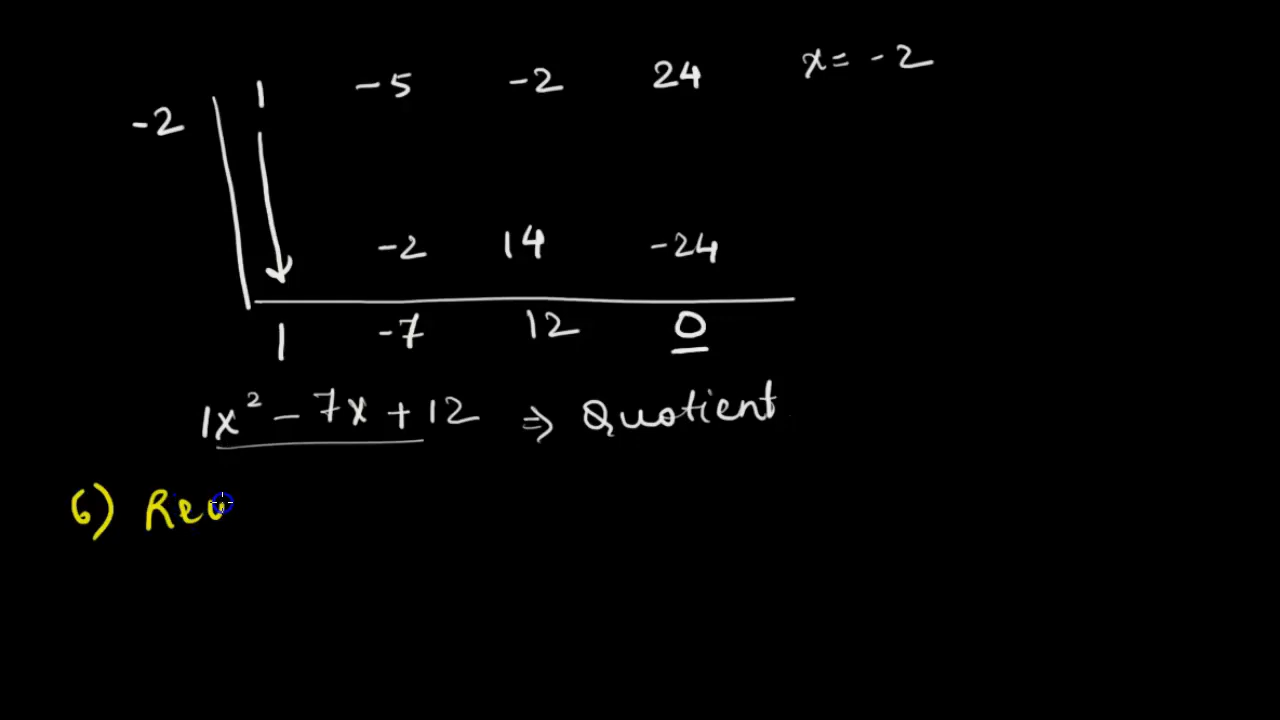 1 -5 -2 24 x = -2
-2
-2 14 -24
1 -7 12 0
1x² - 7x + 12 ⇒ Quotient
6)